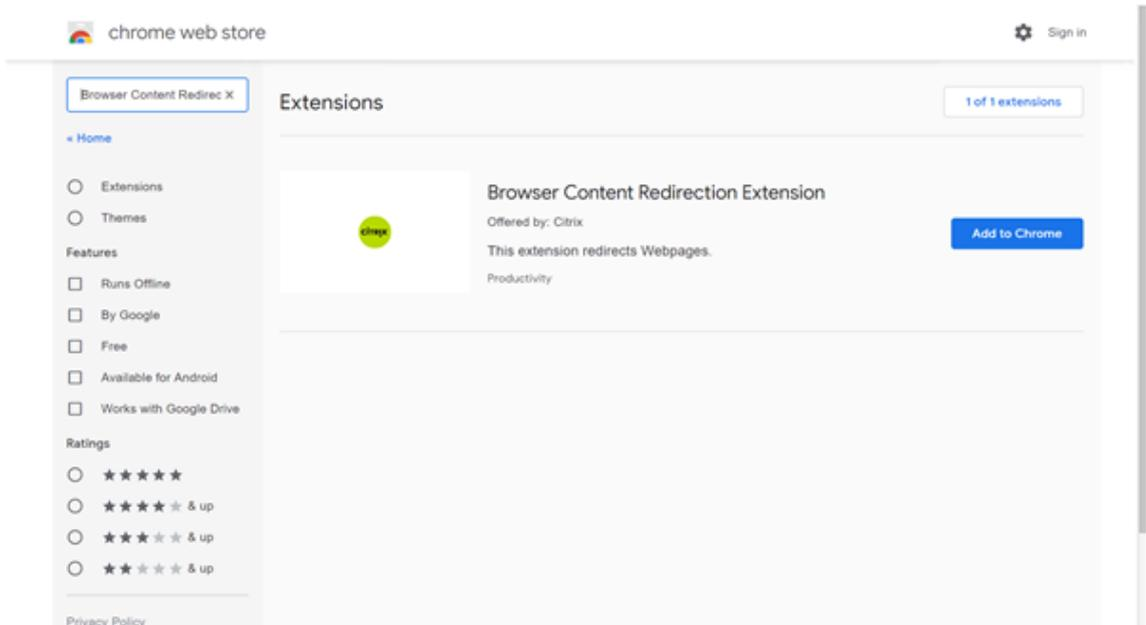 chrome web store
Sign in
Browser Content Redirec ×
« Home
Extensions
Themes
Features
Runs Offline
By Google
Free
Available for Android
Works with Google Drive
Ratings
& up
& up
& up
Privacy Policy
Extensions
1 of 1 extensions
citrix
Browser Content Redirection Extension
Offered by: Citrix
This extension redirects Webpages.
Productivity
Add to Chrome